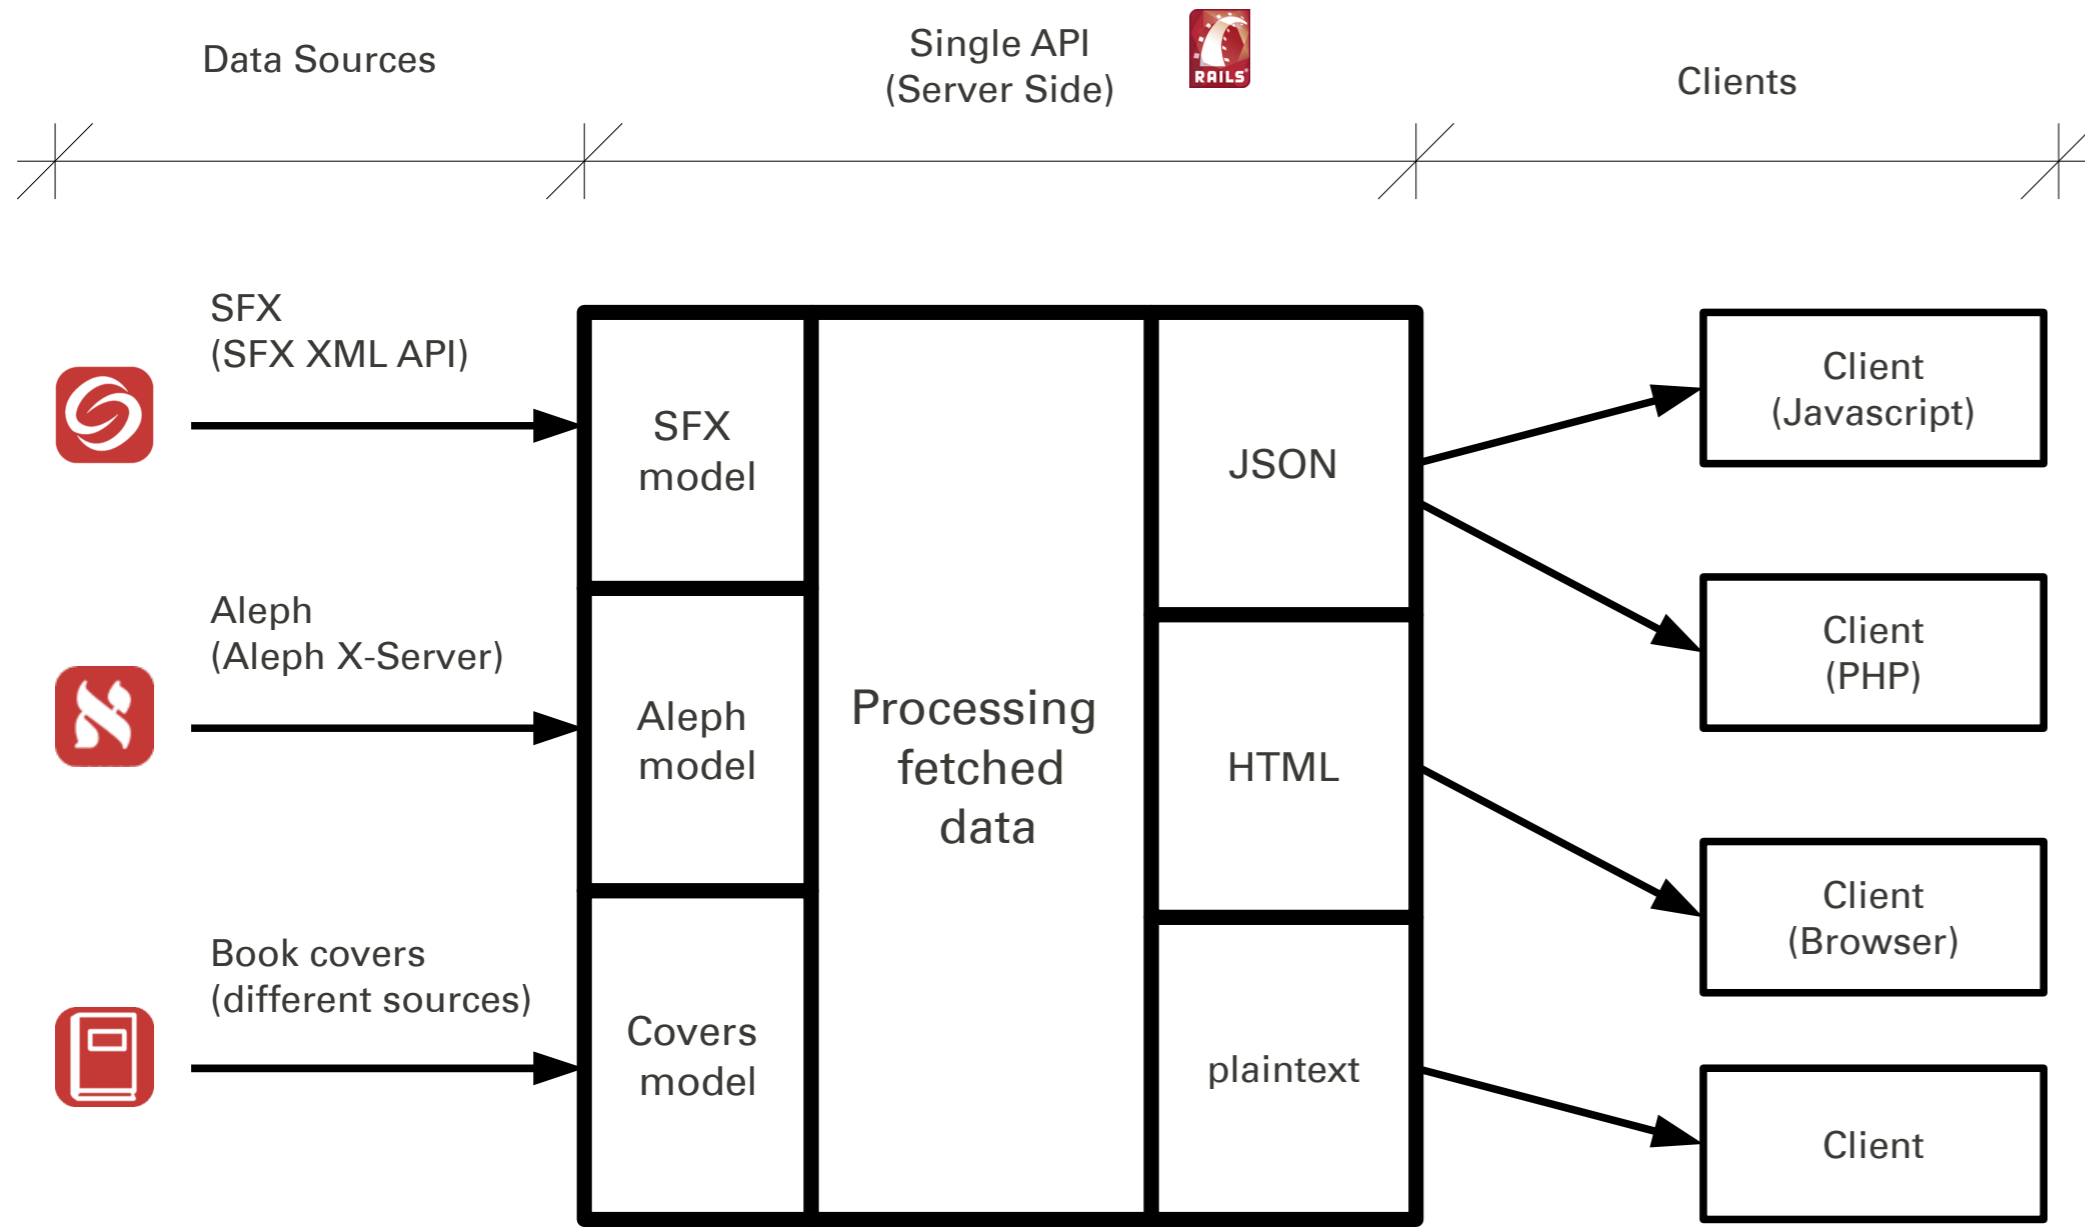 Data Sources
Single API
(Server Side)
RAILS
Clients
SFX
(SFX XML API)
Aleph
(Aleph X-Server)
Book covers
(different sources)
SFX
model
Aleph
model
Covers
model
Processing
fetched
data
JSON
HTML
plaintext
Client
(Javascript)
Client
(PHP)
Client
(Browser)
Client